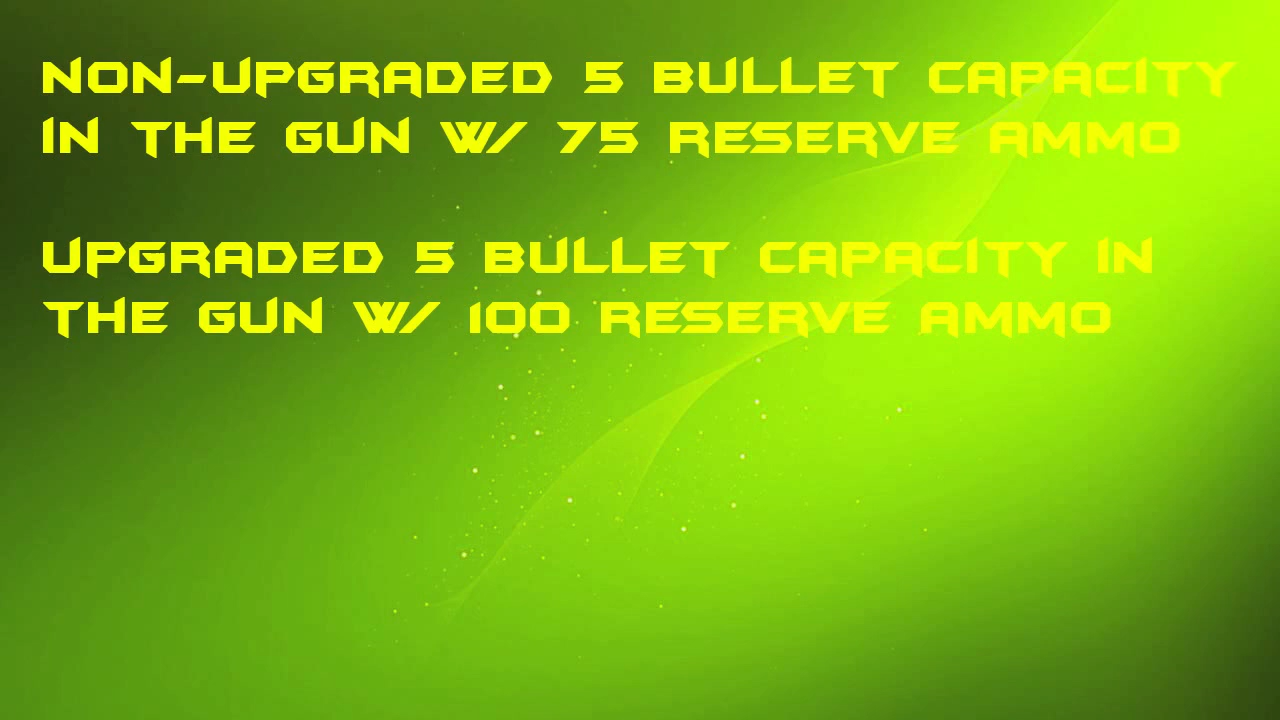 NON-UPGRADED 5 BULLET CAPACITY
IN THE GUN W/ 75 RESERVE AMMO
UPGRADED 5 BULLET CAPACITY IN
THE GUN W/ 100 RESERVE AMMO